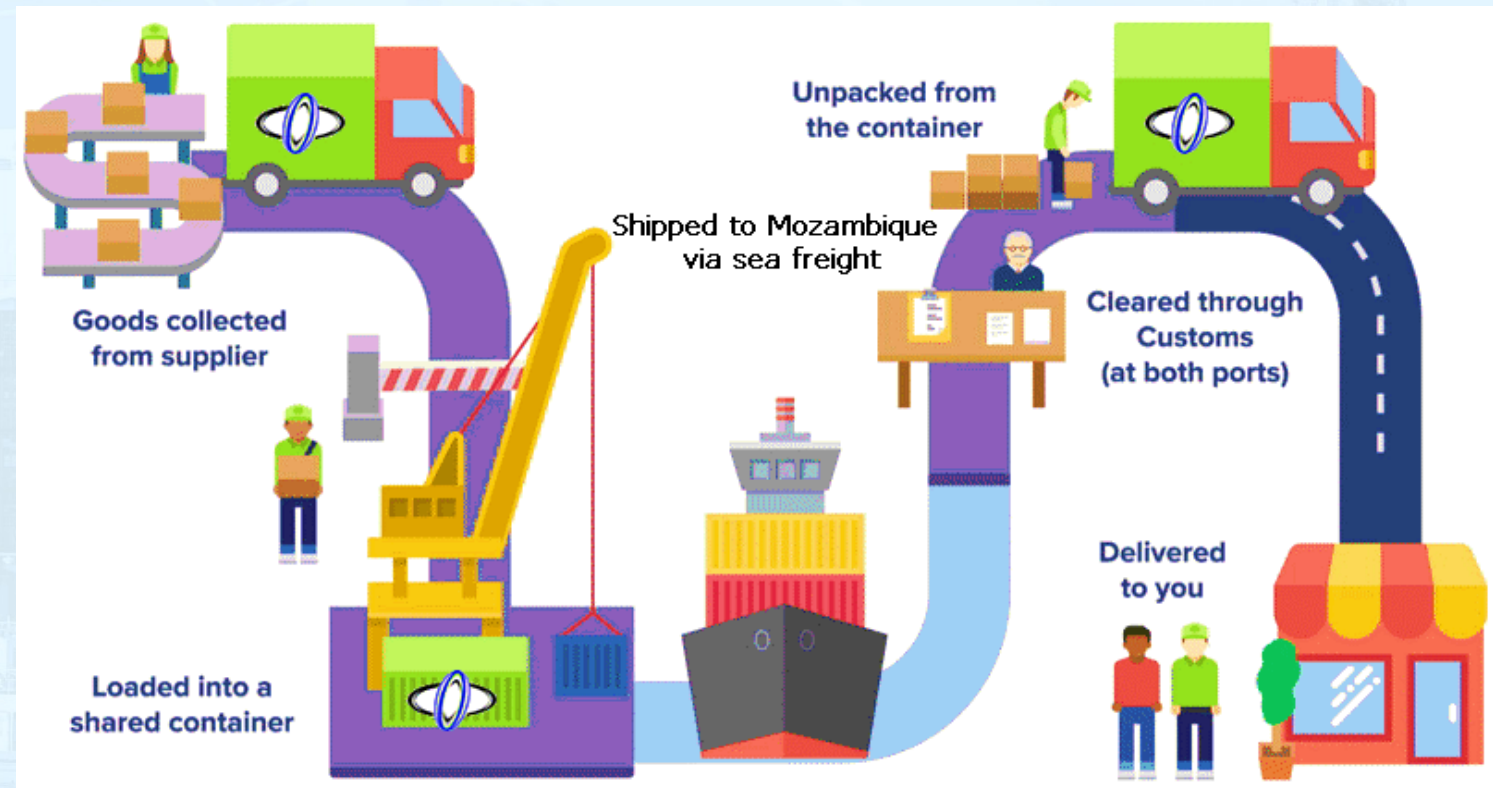 Goods collected
from supplier
Loaded into a
shared container
Shipped to Mozambique
via sea freight
Unpacked from
the container
Cleared through
Customs
(at both ports)
Delivered
to you